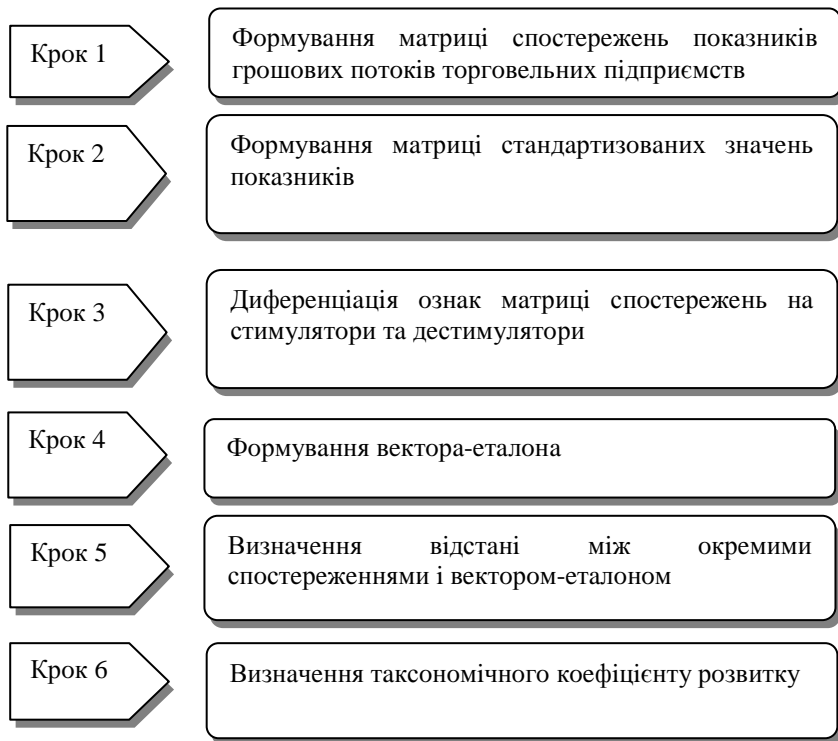 Крок 1
Формування матриці спостережень показників
грошових потоків торговельних підприємств
Крок 2
Формування матриці стандартизованих значень
показників
Крок 3
Диференціація ознак матриці спостережень на
стимулятори та дестимулятори
Крок 4
Формування вектора-еталона
Крок 5
Визначення відстані між окремими
спостереженнями і вектором-еталоном
Крок 6
Визначення таксономічного коефіцієнту розвитку